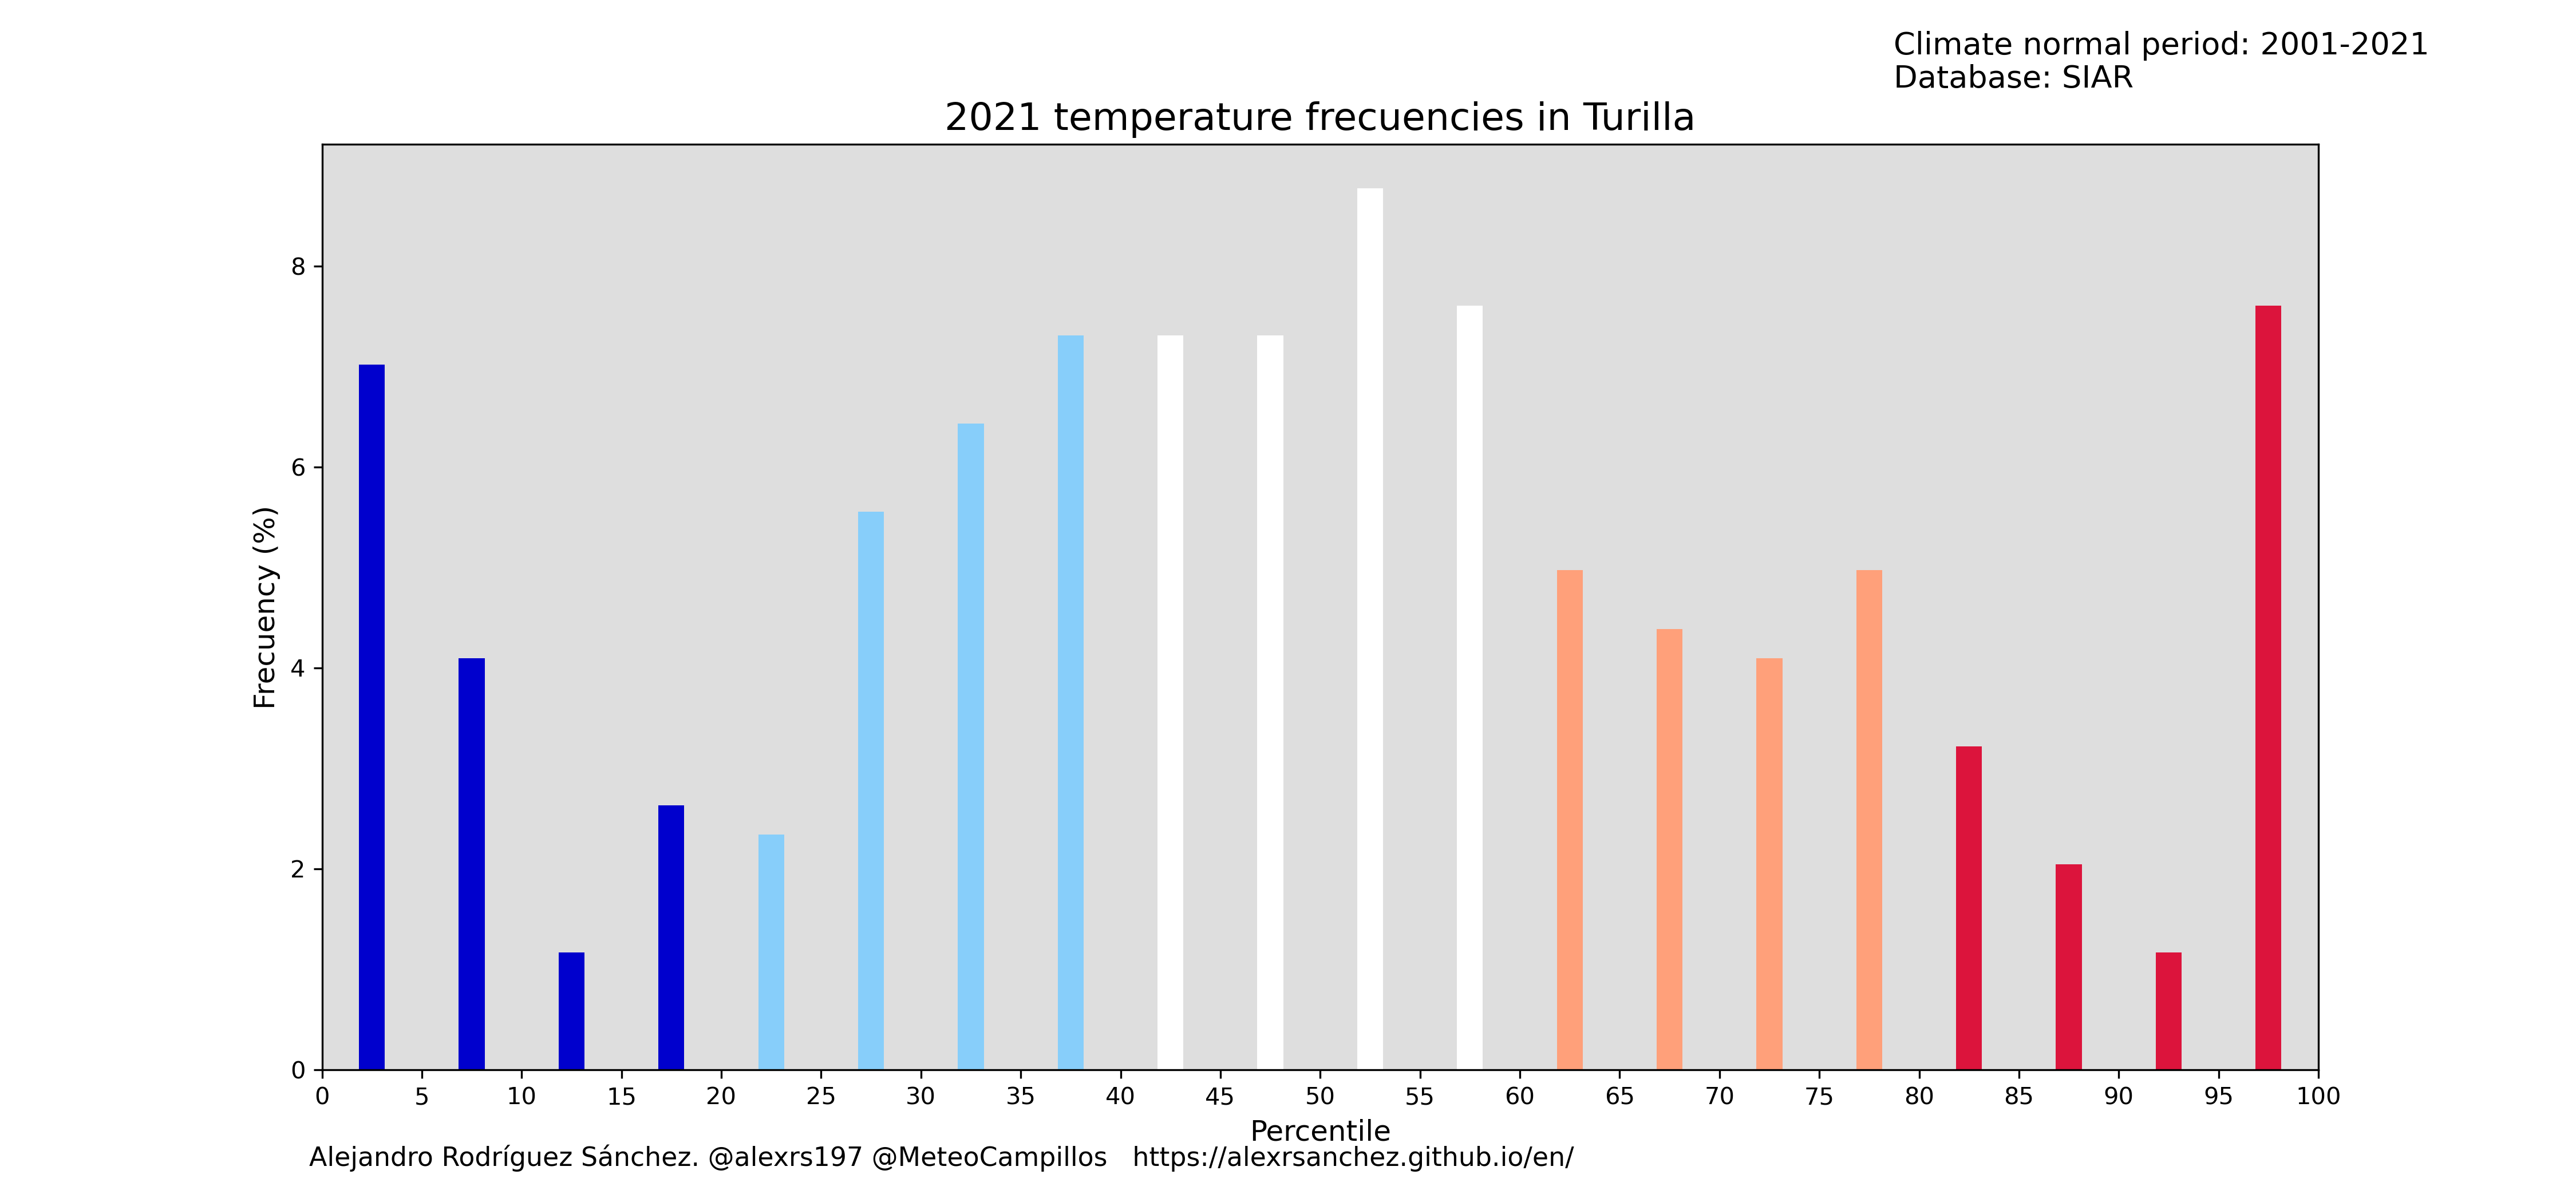 Climate normal period: 2001-2021
Database: SIAR
2021 temperature frecuencies in Turilla
Frecuency (%)
8
6
4
2
0
0 5 10 15 20 25 30 35 40 45 50 55 60 65 70 75 80 85 90 95 100
Percentile
Alejandro Rodríguez Sánchez. @alexrs197 @MeteoCampillos https://alexrsanchez.github.io/en/